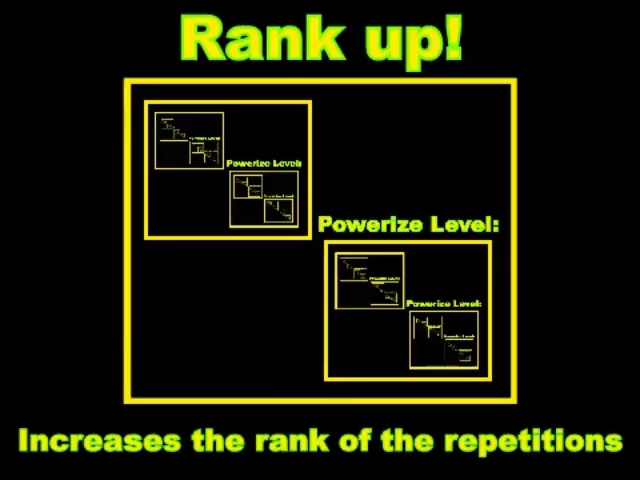 Rank up!
Powerize Level:
Powerize Level:
Powerize Level:
Increases the rank of the repetitions